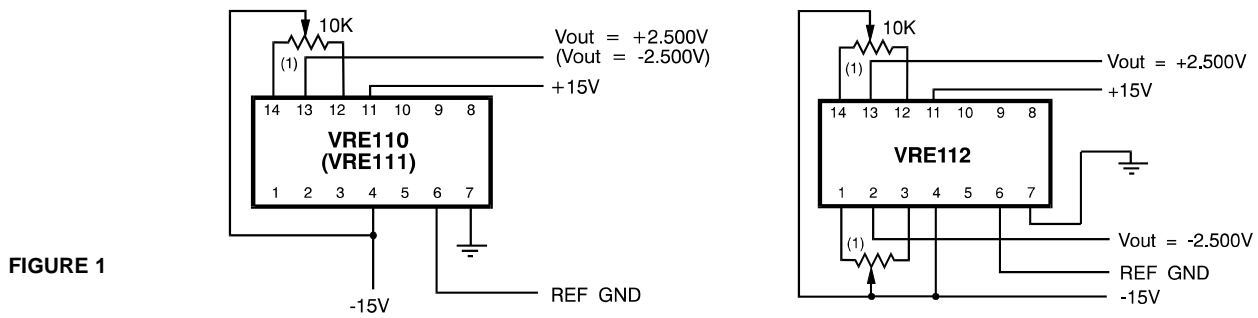 10K
(1)
Vout = +2.500V
(Vout = -2.500V)
+15V
14 13 12 11 10 9 8
VRE110
(VRE111)
1 2 3 4 5 6 7
-15V
REF GND
10K
(1)
Vout = +2.500V
+15V
14 13 12 11 10 9 8
VRE112
1 2 3 4 5 6 7
(1)
Vout = -2.500V
REF GND
-15V
FIGURE 1